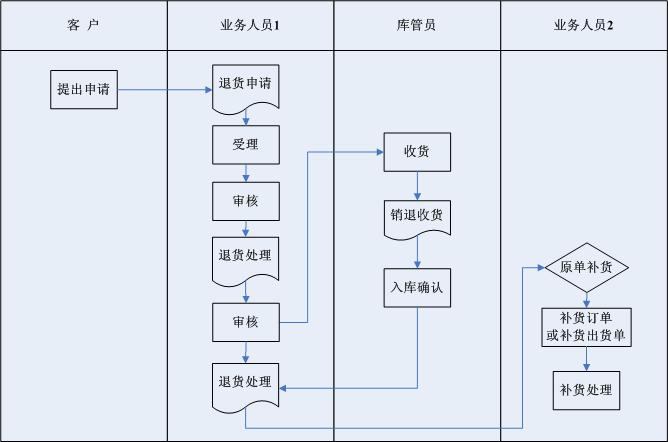 客 户
业务人员1
库管员
业务人员2
提出申请
退货申请
受理
审核
退货处理
审核
退货处理
收货
销退收货
入库确认
原单补货
补货订单
或补货出货单
补货处理